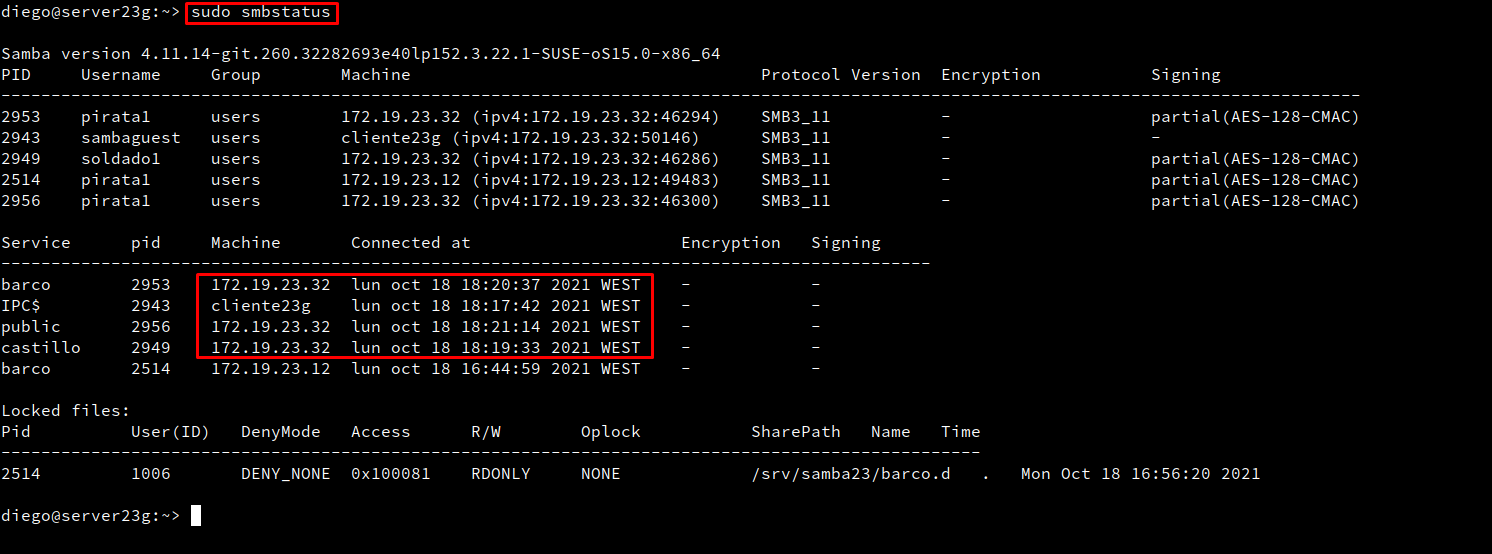 diego@server23g:~> sudo smbstatus
Samba version 4.11.14-git.260.32282693e40lp152.3.22.1-SUSE-oS15.0-x86_64
PID     Username     Group        Machine                                   Protocol Version  Encryption           Signing
----------------------------------------------------------------------------------------------------------------------------------------
2953    pirata1      users        172.19.23.32 (ipv4:172.19.23.32:46294)    SMB3_11           -                    partial(AES-128-CMAC)
2943    sambaguest   users        cliente23g (ipv4:172.19.23.32:50146)      SMB3_11           -                    -
2949    soldado1     users        172.19.23.32 (ipv4:172.19.23.32:46286)    SMB3_11           -                    partial(AES-128-CMAC)
2514    pirata1      users        172.19.23.12 (ipv4:172.19.23.12:49483)    SMB3_11           -                    partial(AES-128-CMAC)
2956    pirata1      users        172.19.23.32 (ipv4:172.19.23.32:46300)    SMB3_11           -                    partial(AES-128-CMAC)
Service      pid     Machine       Connected at                     Encryption   Signing
---------------------------------------------------------------------------------------------
barco        2953    172.19.23.32  lun oct 18 18:20:37 2021 WEST    -            -
IPC$         2943    cliente23g    lun oct 18 18:17:42 2021 WEST    -            -
public       2956    172.19.23.32  lun oct 18 18:21:14 2021 WEST    -            -
castillo     2949    172.19.23.32  lun oct 18 18:19:33 2021 WEST    -            -
barco        2514    172.19.23.12  lun oct 18 16:44:59 2021 WEST    -            -
Locked files:
Pid          User(ID)   DenyMode   Access      R/W        Oplock           SharePath   Name   Time
--------------------------------------------------------------------------------------------------
2514         1006       DENY_NONE  0x100081    RDONLY     NONE             /srv/samba23/barco.d   .   Mon Oct 18 16:56:20 2021
diego@server23g:~>